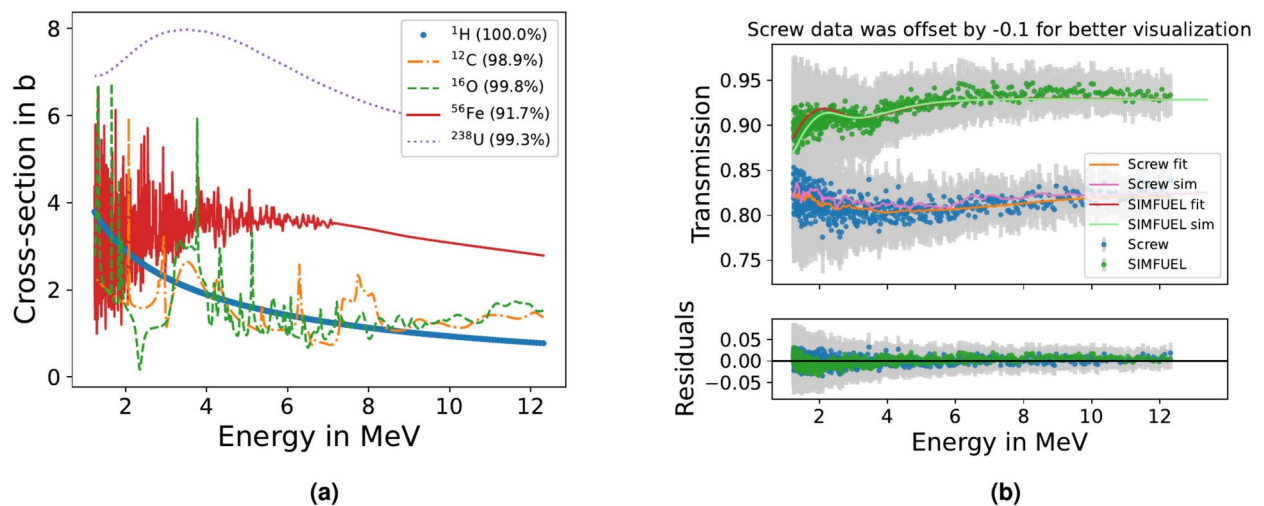 8
6
4
2
0
Cross-section in b
¹H (100.0%)
¹²C (98.9%)
¹⁶O (99.8%)
⁵⁶Fe (91.7%)
²³⁸U (99.3%)
2
4
6
8
10
12
Energy in MeV
(a)
Screw data was offset by -0.1 for better visualization
0.95
0.90
0.85
0.80
0.75
Transmission
Screw fit
Screw sim
SIMFUEL fit
SIMFUEL sim
Screw
SIMFUEL
0.05
0.00
−0.05
Residuals
2
4
6
8
10
12
Energy in MeV
(b)